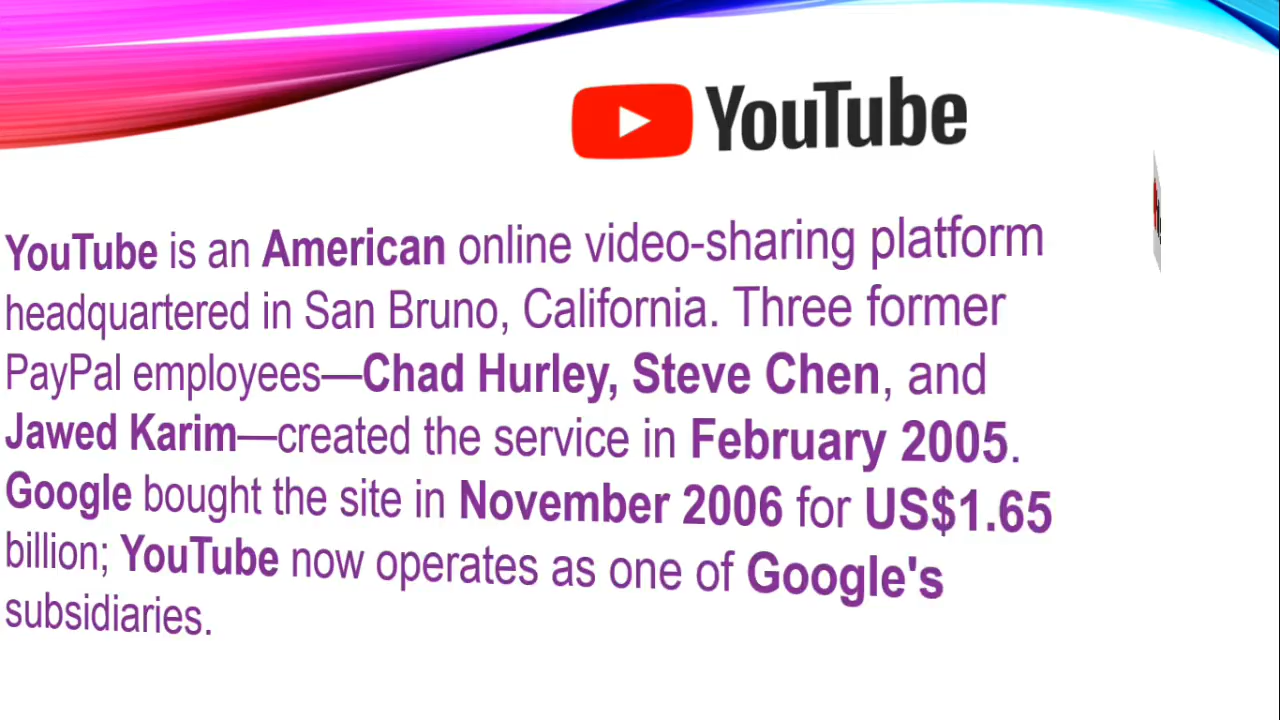 YouTube
YouTube is an American online video-sharing platform
headquartered in San Bruno, California. Three former
PayPal employees—Chad Hurley, Steve Chen, and
Jawed Karim—created the service in February 2005.
Google bought the site in November 2006 for US$1.65
billion; YouTube now operates as one of Google's
subsidiaries.